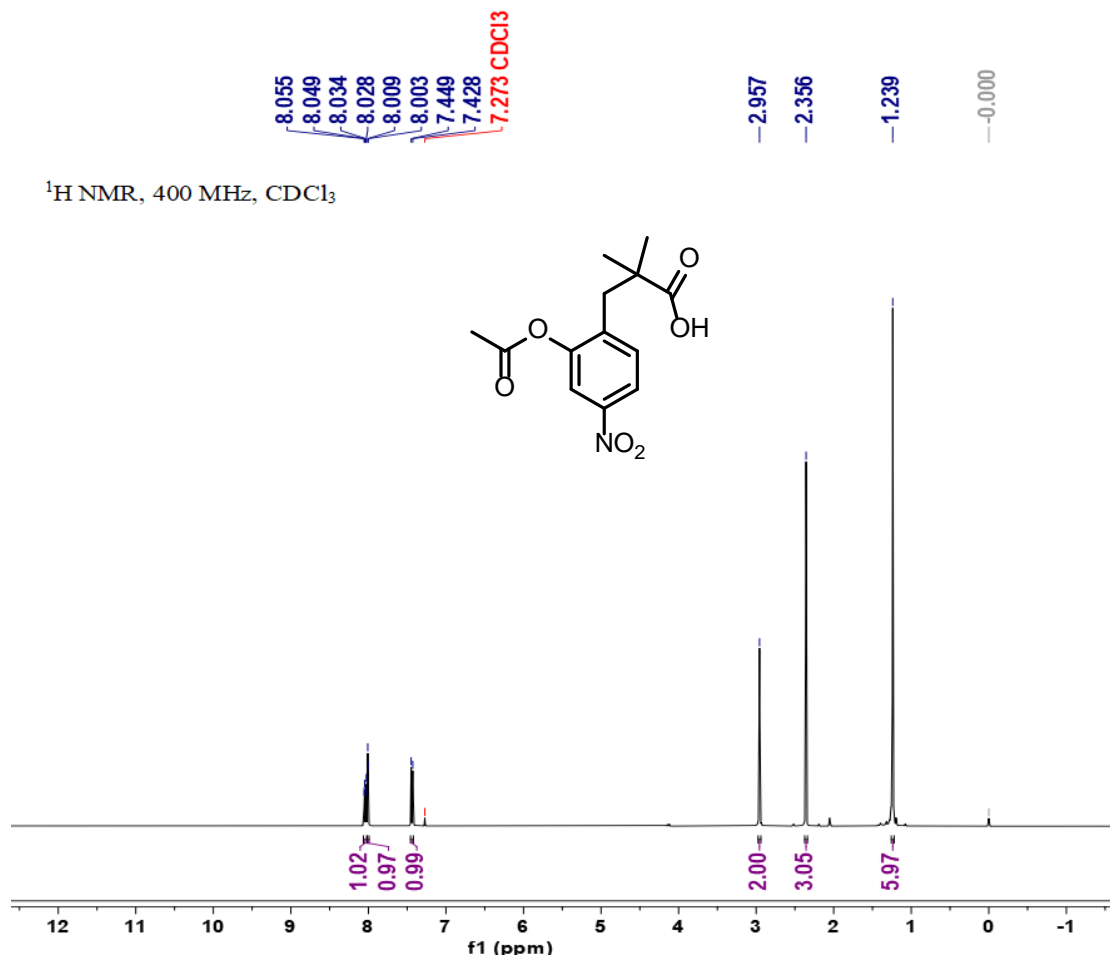 8.055
8.049
8.034
8.028
8.009
8.003
7.449
7.428
7.273 CDCl3
2.957
2.356
1.239
-0.000
¹H NMR, 400 MHz, CDCl₃
O
O
OH
O
NO₂
1.02
0.97
0.99
2.00
3.05
5.97
12 11 10 9 8 7 6 5 4 3 2 1 0 -1
f1 (ppm)